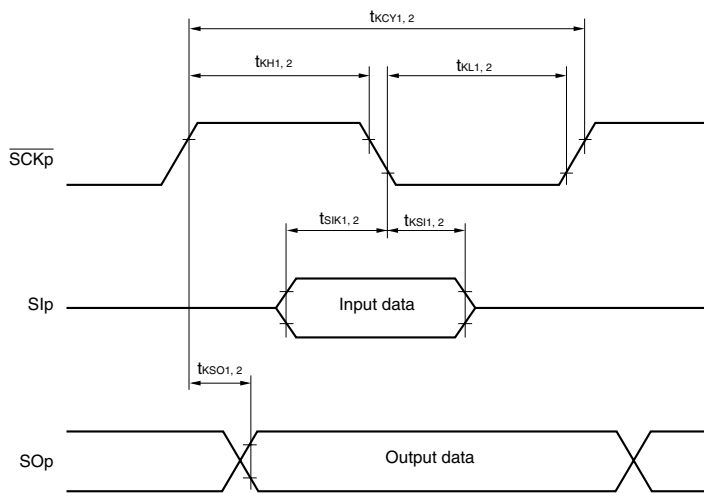 tKCY1, 2
tKH1, 2
tKL1, 2
SCKp
tSIK1, 2
tKSI1, 2
SIp
Input data
tKSO1, 2
SOp
Output data